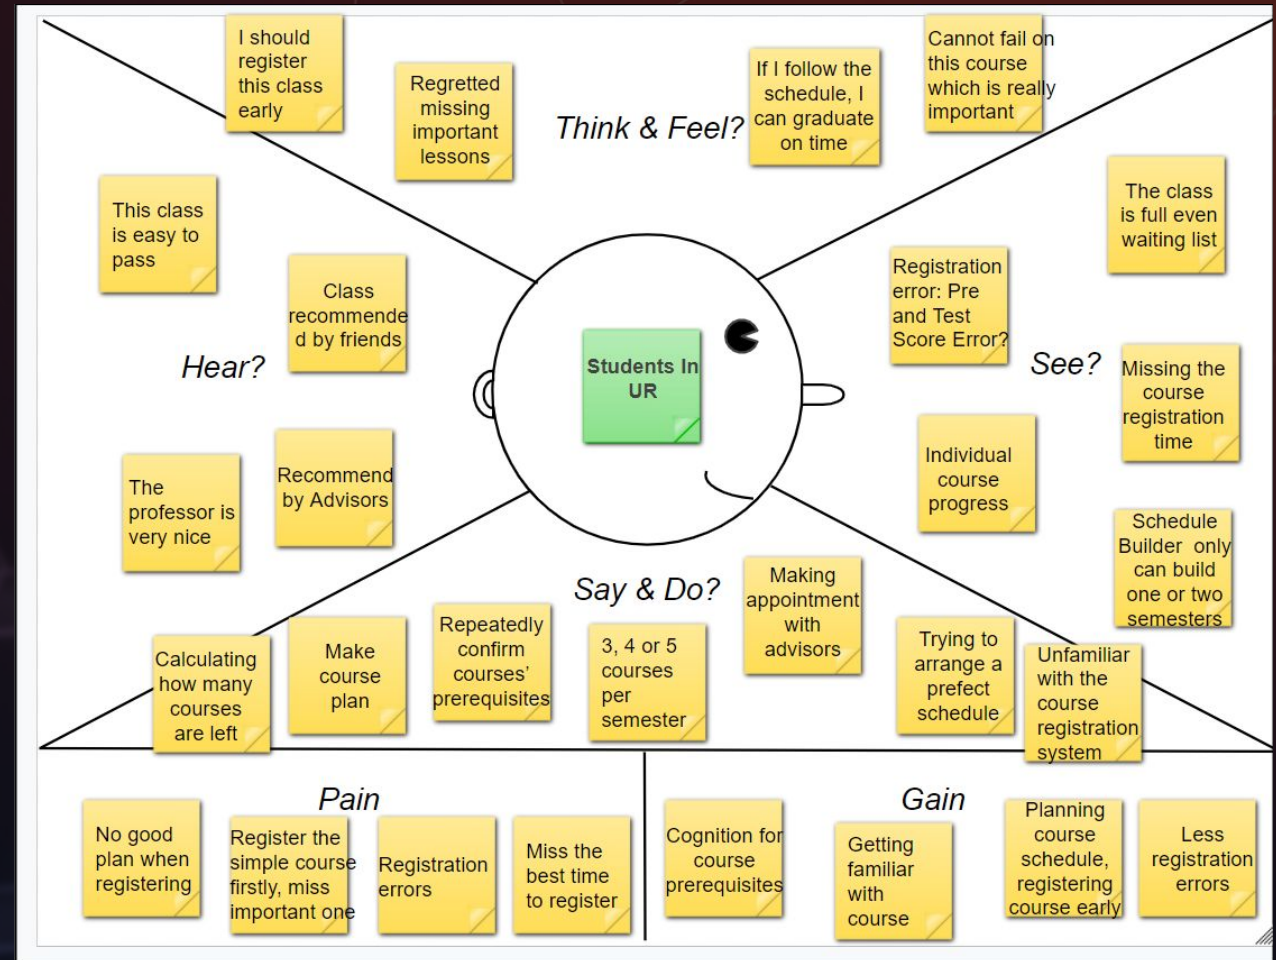 I should
register
this class
early
Regretted
missing
important
lessons
Think & Feel?
If I follow the
schedule, I
can graduate
on time
Cannot fail on
this course
which is really
important
This class
is easy to
pass
Class
recommende
d by friends
Hear?
The
professor is
very nice
Recommend
by Advisors
Students In
UR
Registration
error: Pre
and Test
Score Error?
The class
is full even
waiting list
See?
Missing the
course
registration
time
Individual
course
progress
Schedule
Builder only
can build
one or two
semesters
Say & Do?
Calculating
how many
courses
are left
Make
course
plan
Repeatedly
confirm
courses'
prerequisites
3, 4 or 5
courses
per
semester
Making
appointment
with
advisors
Trying to
arrange a
prefect
schedule
Unfamiliar
with the
course
registration
system
Pain
No good
plan when
registering
Register the
simple course
firstly, miss
important one
Registration
errors
Miss the
best time
to register
Gain
Cognition for
course
prerequisites
Getting
familiar
with
course
Planning
course
schedule,
registering
course early
Less
registration
errors